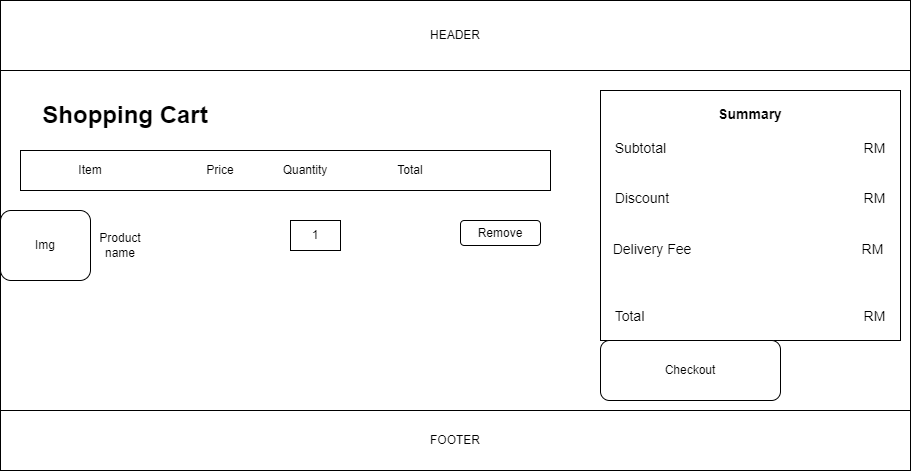 HEADER
Shopping Cart
Item Price Quantity Total
Img
Product
name
1
Remove
Summary
Subtotal RM
Discount RM
Delivery Fee RM
Total RM
Checkout
FOOTER